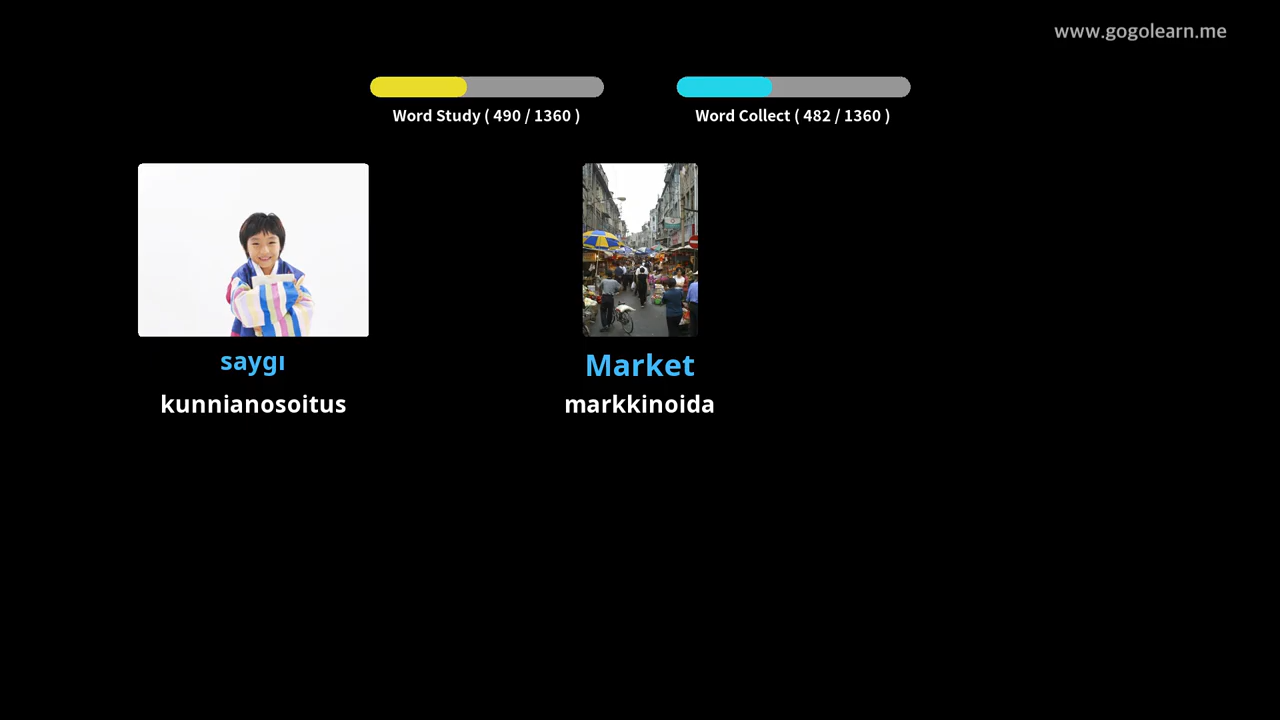 www.gogolearn.me
Word Study ( 490 / 1360 )
Word Collect ( 482 / 1360 )
saygı
kunnianosoitus
Market
markkinoida